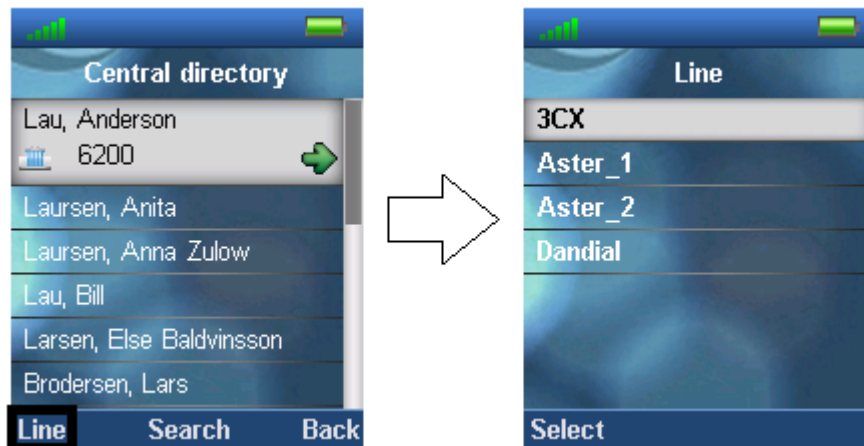 Central directory
Lau, Anderson
6200
Laursen, Anita
Laursen, Anna Zulow
Lau, Bill
Larsen, Else Baldvinsson
Brodersen, Lars
Line Search Back
Line
3CX
Aster_1
Aster_2
Dandial
Select